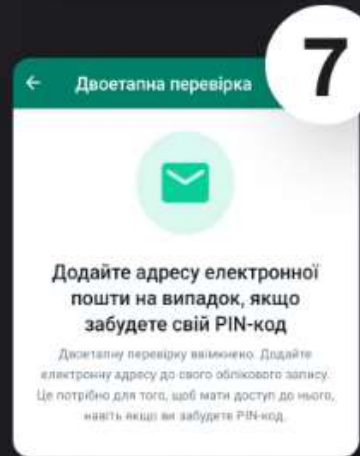 7
Двоетапна перевірка
Додайте адресу електронної
пошти на випадок, якщо
забудете свій PIN-код
Двоетапну перевірку ввімкнено. Додайте
електронну адресу до свого облікового запису.
Це потрібно для того, щоб мати доступ до нього,
навіть якщо ви забудете PIN-код.